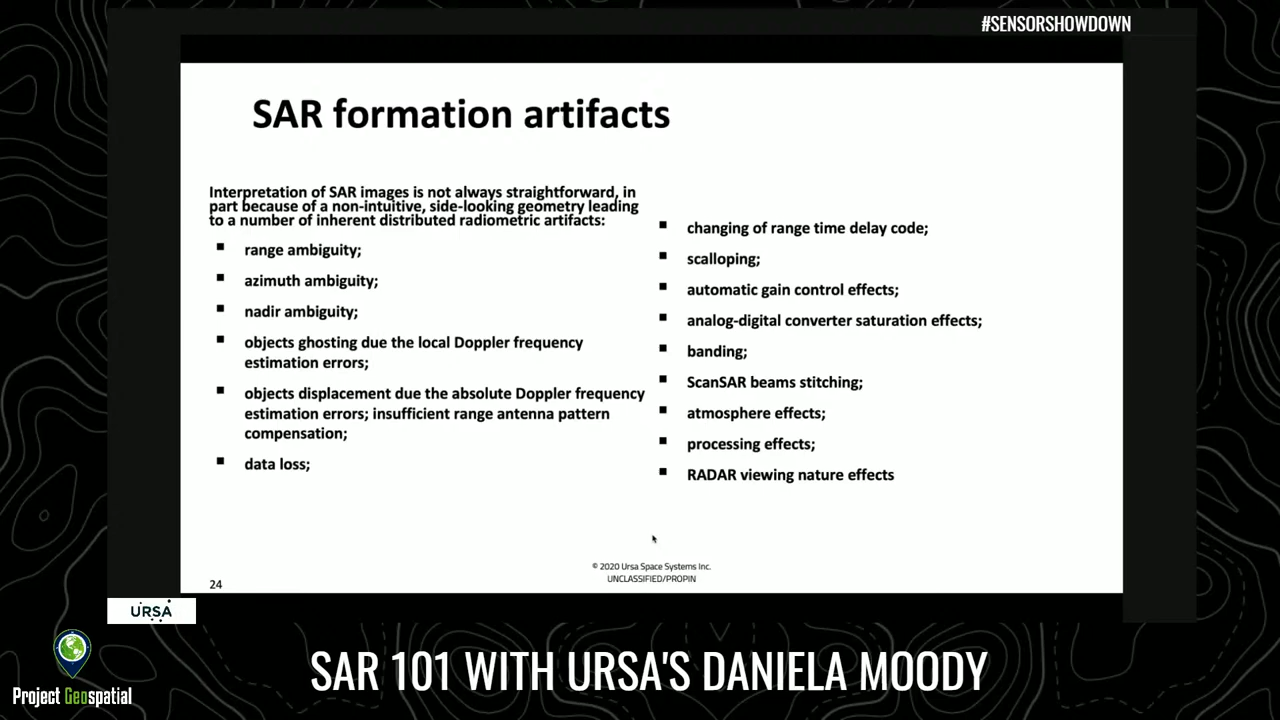 #SENSORSHOWDOWN
SAR formation artifacts
Interpretation of SAR images is not always straightforward, in
part because of a non-intuitive, side-looking geometry leading
to a number of inherent distributed radiometric artifacts:
range ambiguity;
azimuth ambiguity;
nadir ambiguity;
objects ghosting due the local Doppler frequency
estimation errors;
objects displacement due the absolute Doppler frequency
estimation errors; insufficient range antenna pattern
compensation;
data loss;
changing of range time delay code;
scalloping;
automatic gain control effects;
analog-digital converter saturation effects;
banding;
ScanSAR beams stitching;
atmosphere effects;
processing effects;
RADAR viewing nature effects
© 2020 Ursa Space Systems Inc.
UNCLASSIFIED/PROPIN
24
URSA
Project Geospatial
SAR 101 WITH URSA'S DANIELA MOODY